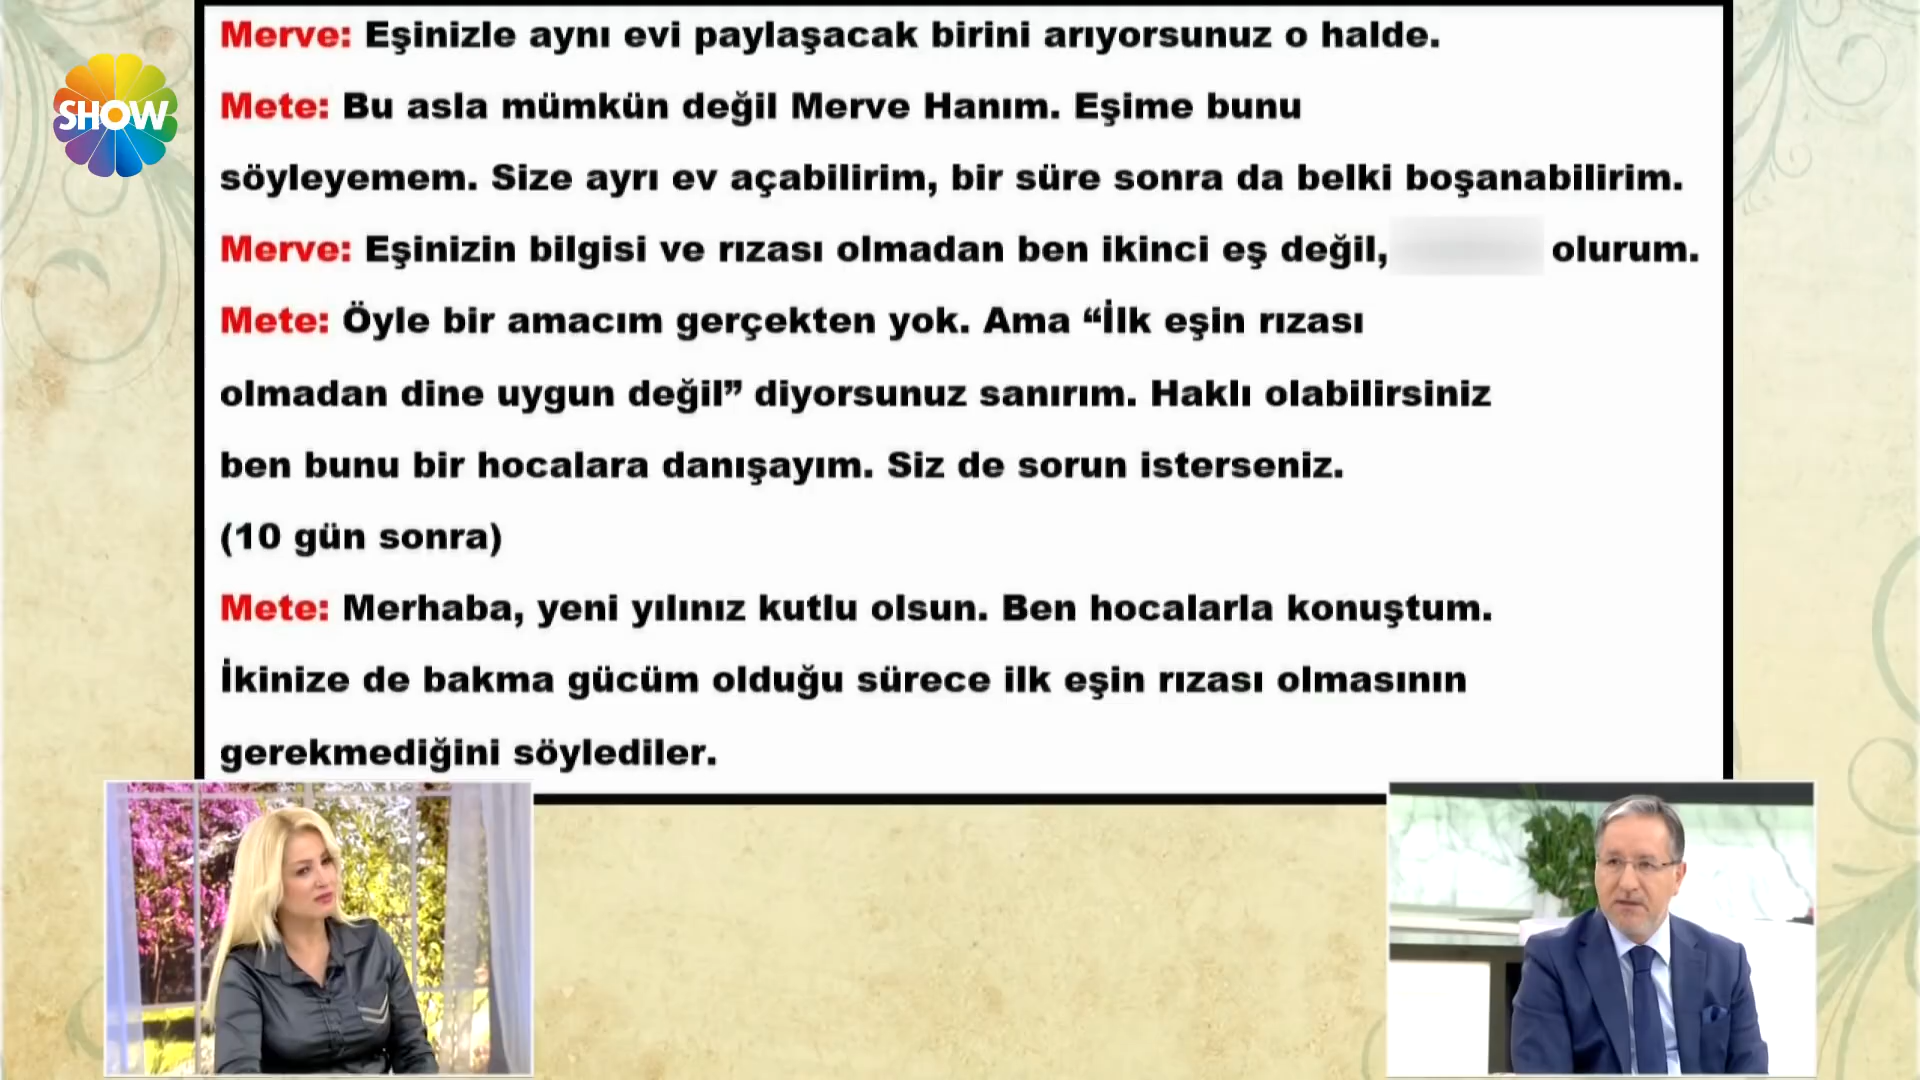 SHOW
Merve: Eşinizle aynı evi paylaşacak birini arıyorsunuz o halde.
Mete: Bu asla mümkün değil Merve Hanım. Eşime bunu
söyleyemem. Size ayrı ev açabilirim, bir süre sonra da belki boşanabilirim.
Merve: Eşinizin bilgisi ve rızası olmadan ben ikinci eş değil, olurum.
Mete: Öyle bir amacım gerçekten yok. Ama “İlk eşin rızası
olmadan dine uygun değil” diyorsunuz sanırım. Haklı olabilirsiniz
ben bunu bir hocalara danışayım. Siz de sorun isterseniz.
(10 gün sonra)
Mete: Merhaba, yeni yılınız kutlu olsun. Ben hocalarla konuştum.
İkinize de bakma gücüm olduğu sürece ilk eşin rızası olmasının
gerekmediğini söylediler.